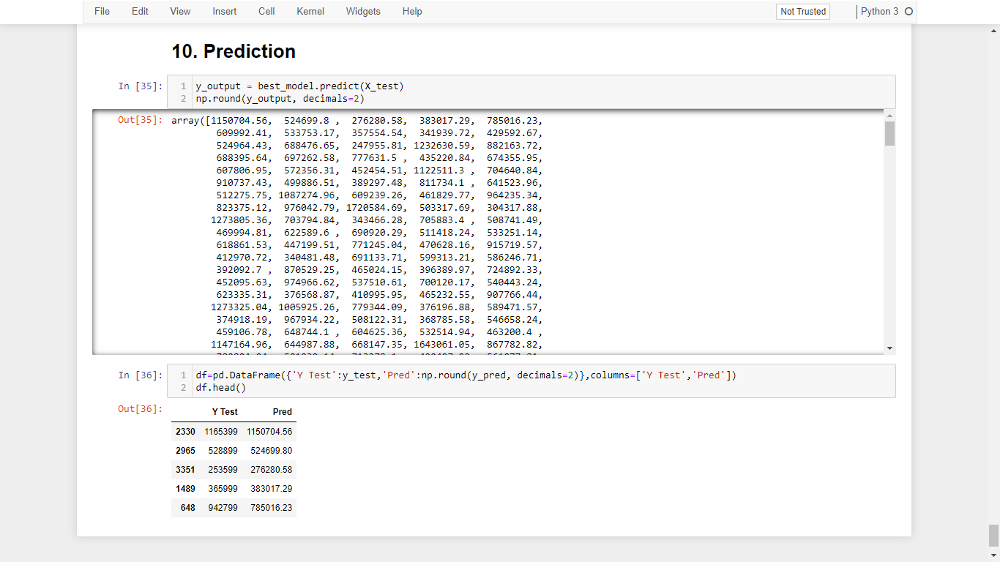 File Edit View Insert Cell Kernel Widgets Help Not Trusted Python 3
10. Prediction
In [35]: 1 y_output = best_model.predict(X_test)
2 np.round(y_output, decimals=2)
Out[35]: array([1150704.56, 524699.8 , 276280.58, 383017.29, 785016.23,
609992.41, 533753.17, 357554.54, 341939.72, 429592.67,
524964.43, 688476.65, 247955.81, 1232630.59, 882163.72,
688395.64, 697262.58, 777631.5 , 435220.84, 674355.95,
607806.95, 572356.31, 452454.51, 1122511.3 , 704640.84,
910737.43, 499886.51, 389297.48, 811734.1 , 641523.96,
512275.75, 1087274.96, 609239.26, 461829.77, 964235.34,
823375.12, 976042.79, 1720584.69, 503317.69, 304317.88,
1273805.36, 703794.84, 343466.28, 705883.4 , 508741.49,
469994.81, 622589.6 , 690920.29, 511418.24, 533251.14,
618861.53, 447199.51, 771245.04, 470628.16, 915719.57,
412970.72, 340481.48, 691133.71, 599313.21, 586246.71,
392092.7 , 870529.25, 465024.15, 396389.97, 724892.33,
452095.63, 974966.62, 537510.61, 700120.17, 540443.24,
623335.31, 376568.87, 410995.95, 465232.55, 907766.44,
1273325.04, 1005925.26, 779344.09, 376196.88, 589471.57,
374918.19, 967934.22, 508122.31, 368785.58, 546658.24,
459106.78, 648744.1 , 604625.36, 532514.94, 463200.4 ,
1147164.96, 644987.88, 668147.35, 1643061.05, 867782.82,
In [36]: 1 df=pd.DataFrame({'Y Test':y_test,'Pred':np.round(y_pred, decimals=2)},columns=['Y Test','Pred'])
2 df.head()
Out[36]: Y Test Pred
2330 1165399 1150704.56
2965 528899 524699.80
3351 253599 276280.58
1489 365999 383017.29
648 942799 785016.23